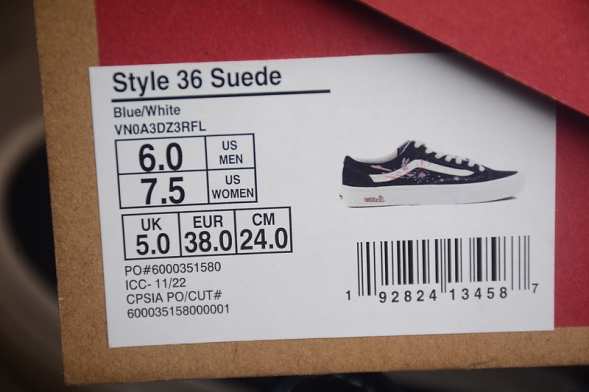 Style 36 Suede
Blue/White
VN0A3DZ3RFL
6.0 US MEN
7.5 US WOMEN
UK EUR CM
5.0 38.0 24.0
PO#6000351580
ICC- 11/22
CPSIA PO/CUT#
600035158000001
1 92824 13458 7